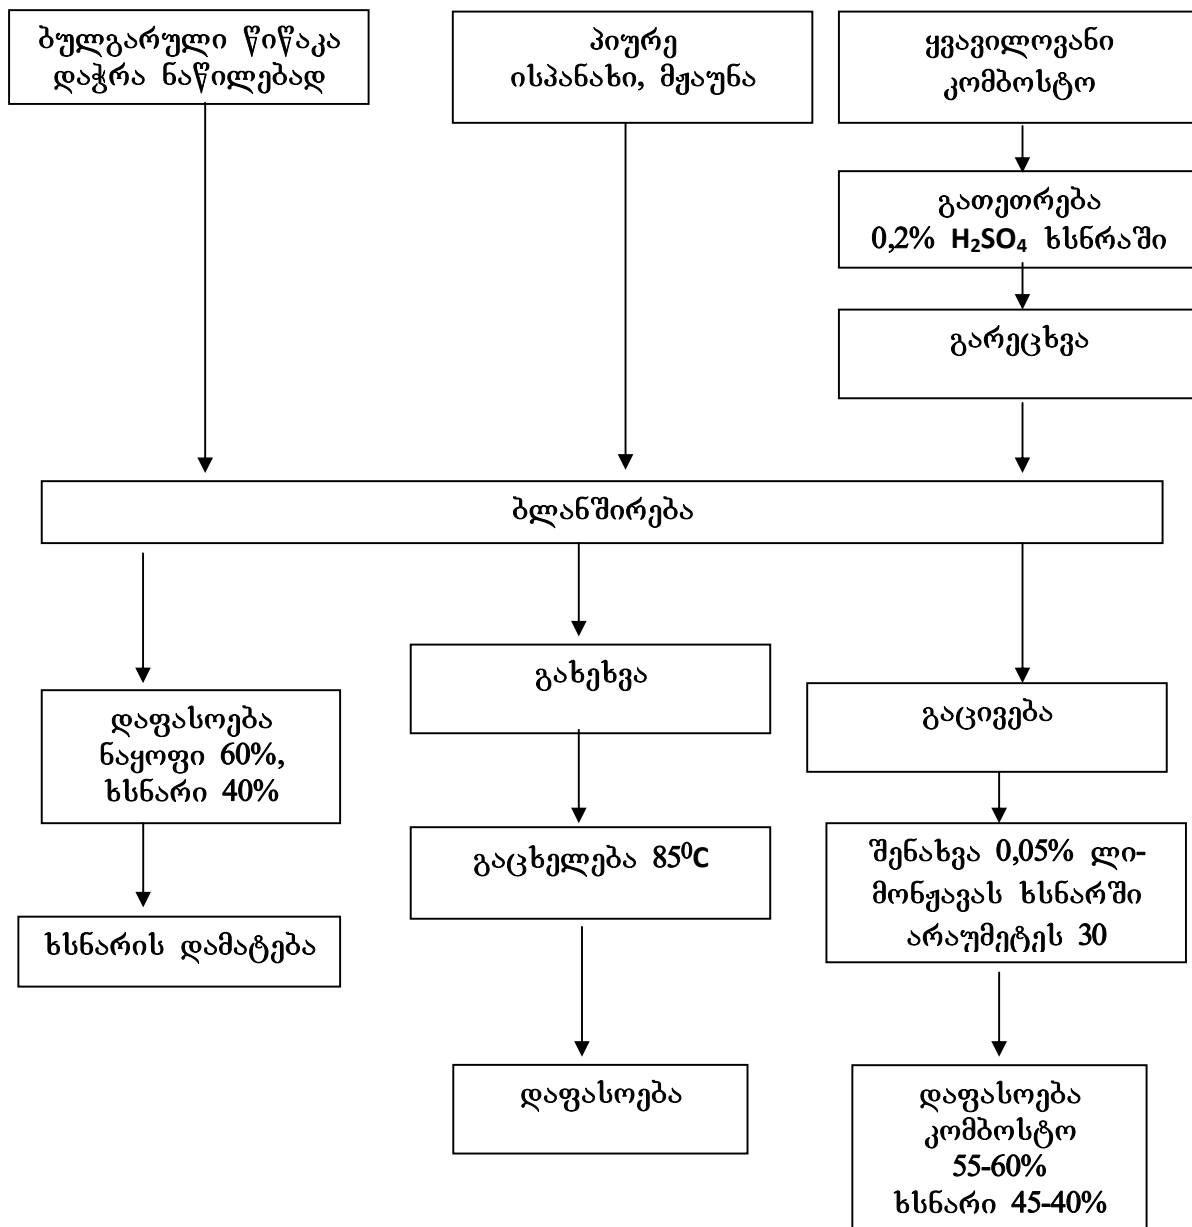 ბულგარული წიწაკა
დაჭრა ნაწილებად
პიურე
ისპანახი, მჟაუნა
ყვავილოვანი
კომბოსტო
გათეთრება
0,2% H₂SO₄ ხსნრაში
გარეცხვა
ბლანშირება
დაფასოება
ნაყოფი 60%,
ხსნარი 40%
ხსნარის დამატება
გახეხვა
გაცხელება 85⁰C
დაფასოება
გაცივება
შენახვა 0,05% ლი-
მონჟავას ხსნარში
არაუმეტეს 30
დაფასოება
კომბოსტო
55-60%
ხსნარი 45-40%